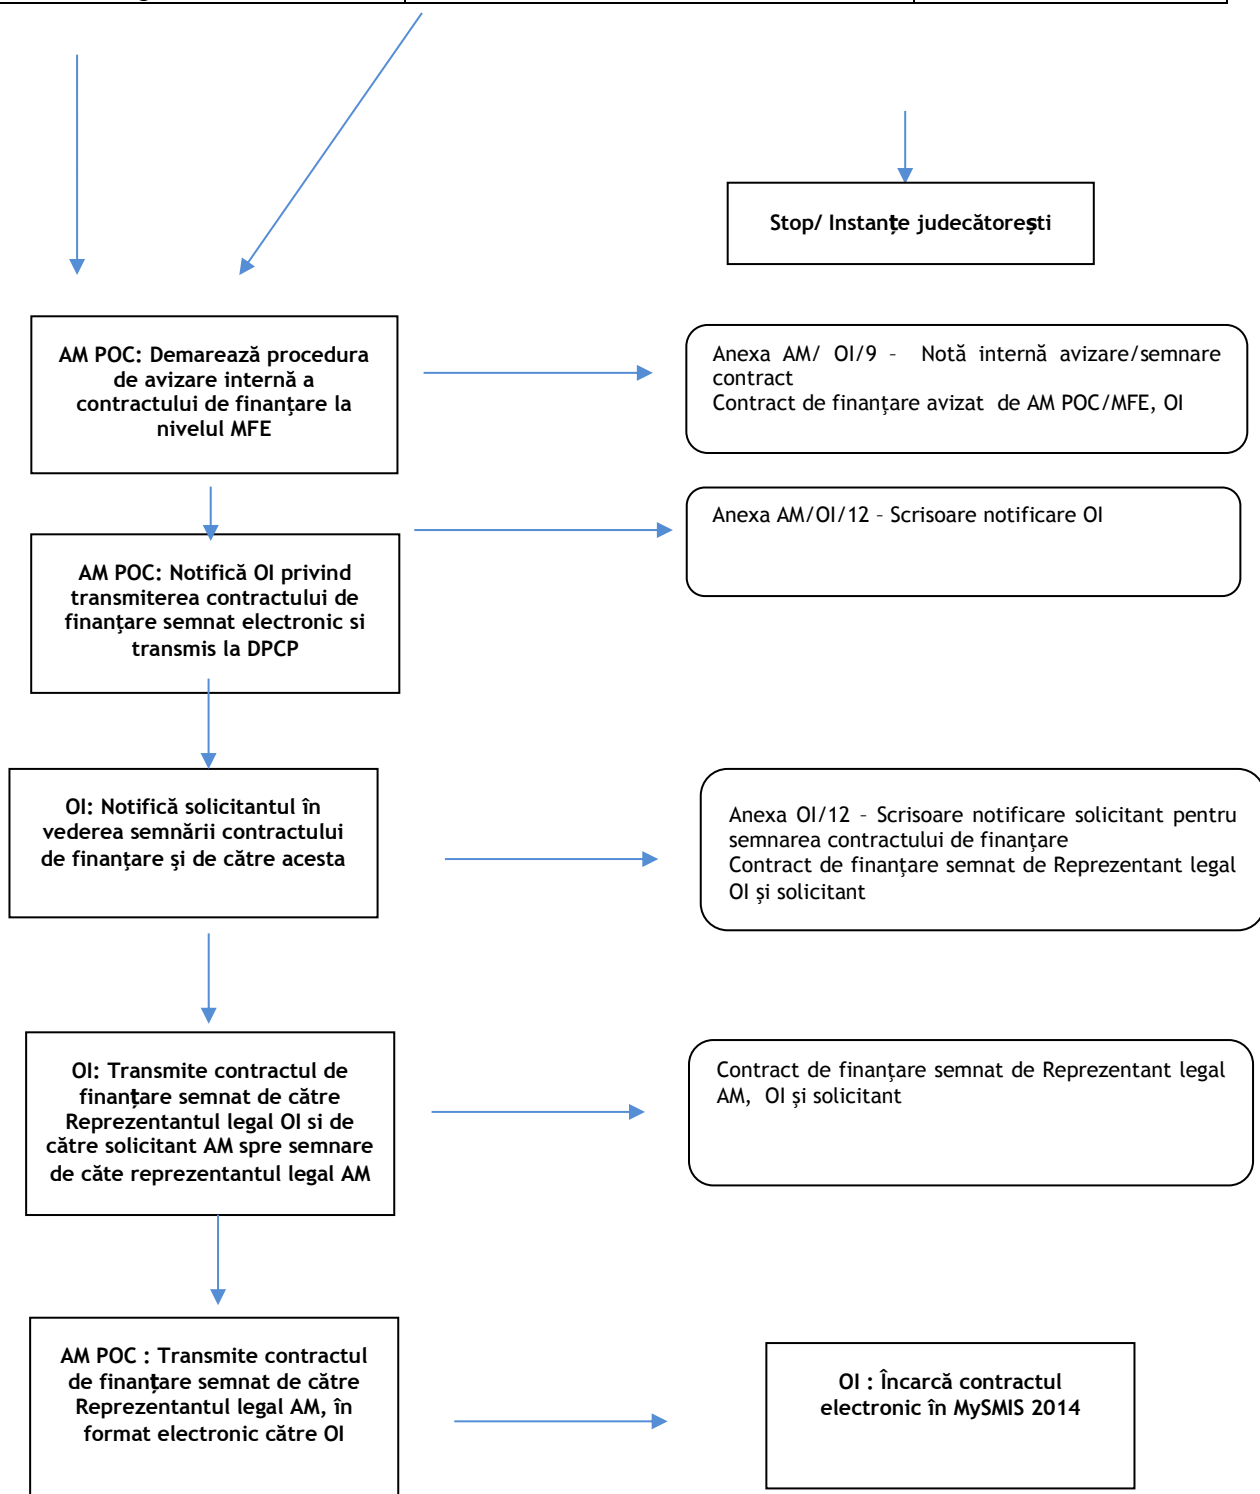 Stop/ Instanțe judecătorești
AM POC: Demarează procedura
de avizare internă a
contractului de finanţare la
nivelul MFE
Anexa AM/ OI/9 – Notă internă avizare/semnare
contract
Contract de finanţare avizat de AM POC/MFE, OI
Anexa AM/OI/12 – Scrisoare notificare OI
AM POC: Notifică OI privind
transmiterea contractului de
finanţare semnat electronic si
transmis la DPCP
OI: Notifică solicitantul în
vederea semnării contractului
de finanţare şi de către acesta
Anexa OI/12 – Scrisoare notificare solicitant pentru
semnarea contractului de finanţare
Contract de finanţare semnat de Reprezentant legal
OI şi solicitant
OI: Transmite contractul de
finanțare semnat de către
Reprezentantul legal OI si de
către solicitant AM spre semnare
de căte reprezentantul legal AM
Contract de finanţare semnat de Reprezentant legal
AM, OI şi solicitant
AM POC : Transmite contractul
de finanțare semnat de către
Reprezentantul legal AM, în
format electronic către OI
OI : Încarcă contractul
electronic în MySMIS 2014